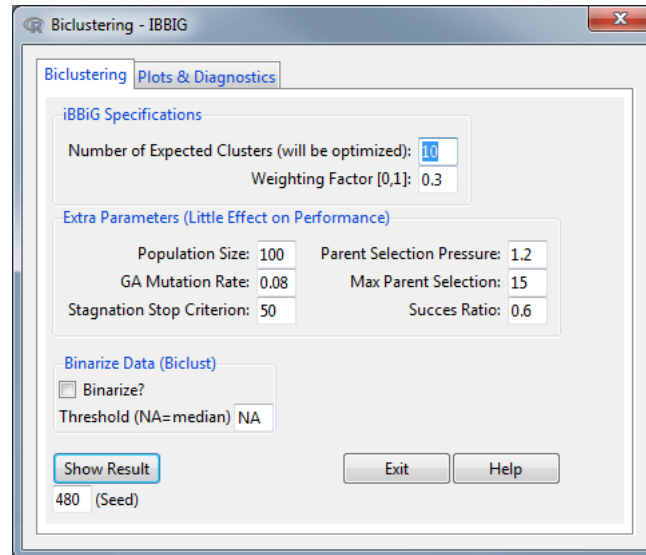 Biclustering - IBBIG
Biclustering Plots & Diagnostics
iBBiG Specifications
Number of Expected Clusters (will be optimized): 10
Weighting Factor [0,1]: 0.3
Extra Parameters (Little Effect on Performance)
Population Size: 100 Parent Selection Pressure: 1.2
GA Mutation Rate: 0.08 Max Parent Selection: 15
Stagnation Stop Criterion: 50 Succes Ratio: 0.6
Binarize Data (Biclust)
Binarize?
Threshold (NA=median) NA
Show Result Exit Help
480 (Seed)